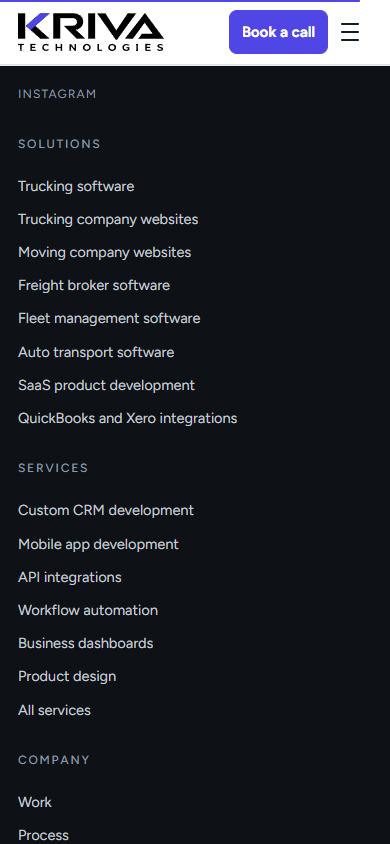 KRIVA
TECHNOLOGIES
Book a call
INSTAGRAM
SOLUTIONS
Trucking software
Trucking company websites
Moving company websites
Freight broker software
Fleet management software
Auto transport software
SaaS product development
QuickBooks and Xero integrations
SERVICES
Custom CRM development
Mobile app development
API integrations
Workflow automation
Business dashboards
Product design
All services
COMPANY
Work
Process